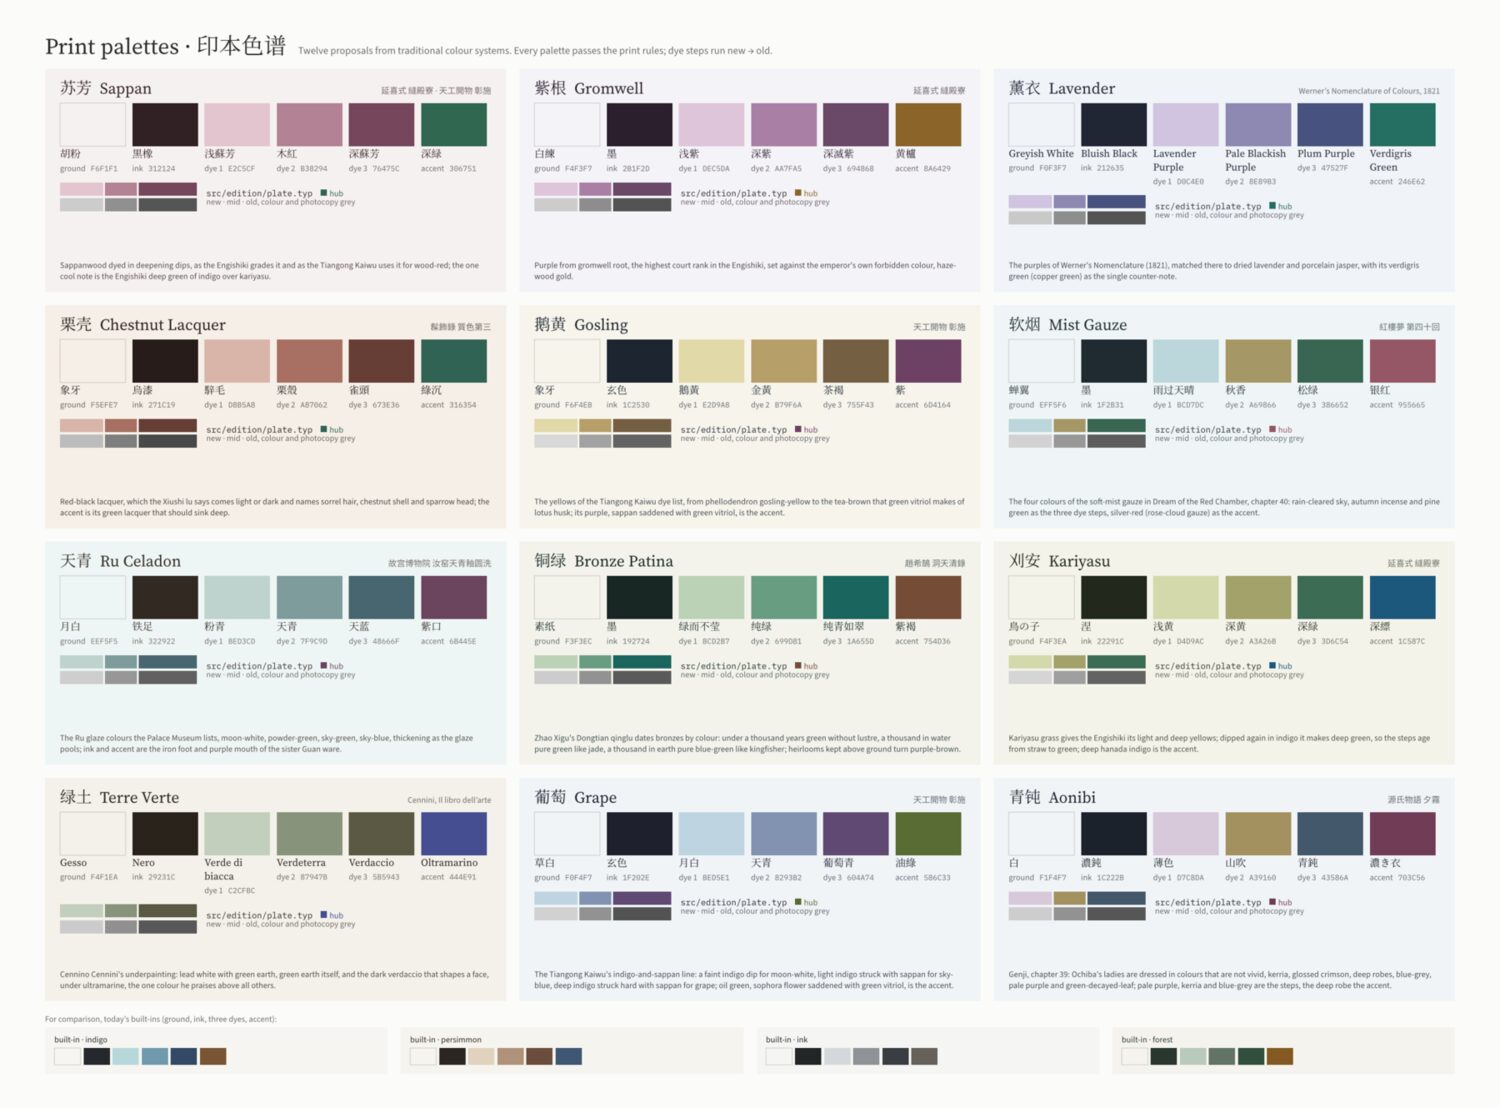 Print palettes · 印本色谱
Twelve proposals from traditional colour systems. Every palette passes the print rules; dye steps run new → old.
苏芳 Sappan
延喜式 縫殿寮 · 天工開物 彰施
胡粉 黒橡 浅蘇芳 木紅 深蘇芳 深緑
ground F6F1F1 ink 312124 dye 1 E2C5CF dye 2 B38294 dye 3 76475C accent 306751
src/edition/plate.typ hub
new · mid · old, colour and photocopy grey
Sappanwood dyed in deepening dips, as the Engishiki grades it and as the Tiangong Kaiwu uses it for wood-red; the one
cool note is the Engishiki deep green of indigo over kariyasu.
紫根 Gromwell
延喜式 縫殿寮
白練 墨 浅紫 深紫 深滅紫 黄櫨
ground F4F3F7 ink 2B1F2D dye 1 DEC5DA dye 2 AA7FA5 dye 3 694868 accent 8A6429
src/edition/plate.typ hub
new · mid · old, colour and photocopy grey
Purple from gromwell root, the highest court rank in the Engishiki, set against the emperor's own forbidden colour, haze-
wood gold.
薰衣 Lavender
Werner's Nomenclature of Colours, 1821
Greyish White Bluish Black Lavender Purple Pale Blackish Purple Plum Purple Verdigris Green
ground F0F3F7 ink 212635 dye 1 D0C4E0 dye 2 8E89B3 dye 3 47527F accent 246E62
src/edition/plate.typ hub
new · mid · old, colour and photocopy grey
The purples of Werner's Nomenclature (1821), matched there to dried lavender and porcelain jasper, with its verdigris
green (copper green) as the single counter-note.
栗壳 Chestnut Lacquer
髹飾錄 質色第三
象牙 烏漆 騂毛 栗殼 雀頭 綠沉
ground F5EFE7 ink 271C19 dye 1 D8B5A8 dye 2 A87062 dye 3 673E36 accent 316354
src/edition/plate.typ hub
new · mid · old, colour and photocopy grey
Red-black lacquer, which the Xiushi lu says comes light or dark and names sorrel hair, chestnut shell and sparrow head; the
accent is its green lacquer that should sink deep.
鹅黄 Gosling
天工開物 彰施
象牙 玄色 鵝黃 金黃 茶褐 紫
ground F6F4EB ink 1C2530 dye 1 E2D9A8 dye 2 B79F6A dye 3 755F43 accent 6D4164
src/edition/plate.typ hub
new · mid · old, colour and photocopy grey
The yellows of the Tiangong Kaiwu dye list, from phellodendron gosling-yellow to the tea-brown that green vitriol makes of
lotus husk; its purple, sappan saddened with green vitriol, is the accent.
软烟 Mist Gauze
紅樓夢 第四十回
蝉翼 墨 雨过天晴 秋香 松绿 银红
ground EFF5F6 ink 1F2B31 dye 1 BCD7DC dye 2 A69866 dye 3 386652 accent 955665
src/edition/plate.typ hub
new · mid · old, colour and photocopy grey
The four colours of the soft-mist gauze in Dream of the Red Chamber, chapter 40: rain-cleared sky, autumn incense and pine
green as the three dye steps, silver-red (rose-cloud gauze) as the accent.
天青 Ru Celadon
故宫博物院 汝窑天青釉圆洗
月白 铁足 粉青 天青 天蓝 紫口
ground EEF5F5 ink 322922 dye 1 BED3CD dye 2 7F9C9D dye 3 48666F accent 6B445E
src/edition/plate.typ hub
new · mid · old, colour and photocopy grey
The Ru glaze colours the Palace Museum lists, moon-white, powder-green, sky-green, sky-blue, thickening as the glaze
pools; ink and accent are the iron foot and purple mouth of the sister Guan ware.
铜绿 Bronze Patina
趙希鵠 洞天清錄
素纸 墨 绿而不莹 纯绿 纯青如翠 紫褐
ground F3F3EC ink 192724 dye 1 BCD2B7 dye 2 699D81 dye 3 1A655D accent 754D36
src/edition/plate.typ hub
new · mid · old, colour and photocopy grey
Zhao Xigu's Dongtian qinglu dates bronzes by colour: under a thousand years green without lustre, a thousand in water
pure green like jade, a thousand in earth pure blue-green like kingfisher; heirlooms kept above ground turn purple-brown.
刈安 Kariyasu
延喜式 縫殿寮
鳥の子 涅 浅黄 深黄 深緑 深縹
ground F4F3EA ink 22291C dye 1 D4D9AC dye 2 A3A26B dye 3 3D6C54 accent 1C587C
src/edition/plate.typ hub
new · mid · old, colour and photocopy grey
Kariyasu grass gives the Engishiki its light and deep yellows; dipped again in indigo it makes deep green, so the steps age
from straw to green; deep hanada indigo is the accent.
绿土 Terre Verte
Cennini, Il libro dell'arte
Gesso Nero Verde di biacca Verdeterra Verdaccio Oltramarino
ground F4F1EA ink 29231C dye 1 C2CFBC dye 2 87947B dye 3 5B5943 accent 444E91
src/edition/plate.typ hub
new · mid · old, colour and photocopy grey
Cennino Cennini's underpainting: lead white with green earth, green earth itself, and the dark verdaccio that shapes a face,
under ultramarine, the one colour he praises above all others.
葡萄 Grape
天工開物 彰施
草白 玄色 月白 天青 葡萄青 油綠
ground F0F4F7 ink 1F202E dye 1 BED5E1 dye 2 8293B2 dye 3 604A74 accent 5B6C33
src/edition/plate.typ hub
new · mid · old, colour and photocopy grey
The Tiangong Kaiwu's indigo-and-sappan line: a faint indigo dip for moon-white, light indigo struck with sappan for sky-
blue, deep indigo struck hard with sappan for grape; oil green, sophora flower saddened with green vitriol, is the accent.
青钝 Aonibi
源氏物語 夕霧
白 濃鈍 薄色 山吹 青鈍 濃き衣
ground F1F4F7 ink 1C222B dye 1 D7C8DA dye 2 A39160 dye 3 43586A accent 703C56
src/edition/plate.typ hub
new · mid · old, colour and photocopy grey
Genji, chapter 39: Ochiba's ladies are dressed in colours that are not vivid, kerria, glossed crimson, deep robes, blue-grey,
pale purple and green-decayed-leaf; pale purple, kerria and blue-grey are the steps, the deep robe the accent.
For comparison, today's built-ins (ground, ink, three dyes, accent):
built-in · indigo
built-in · persimmon
built-in · ink
built-in · forest